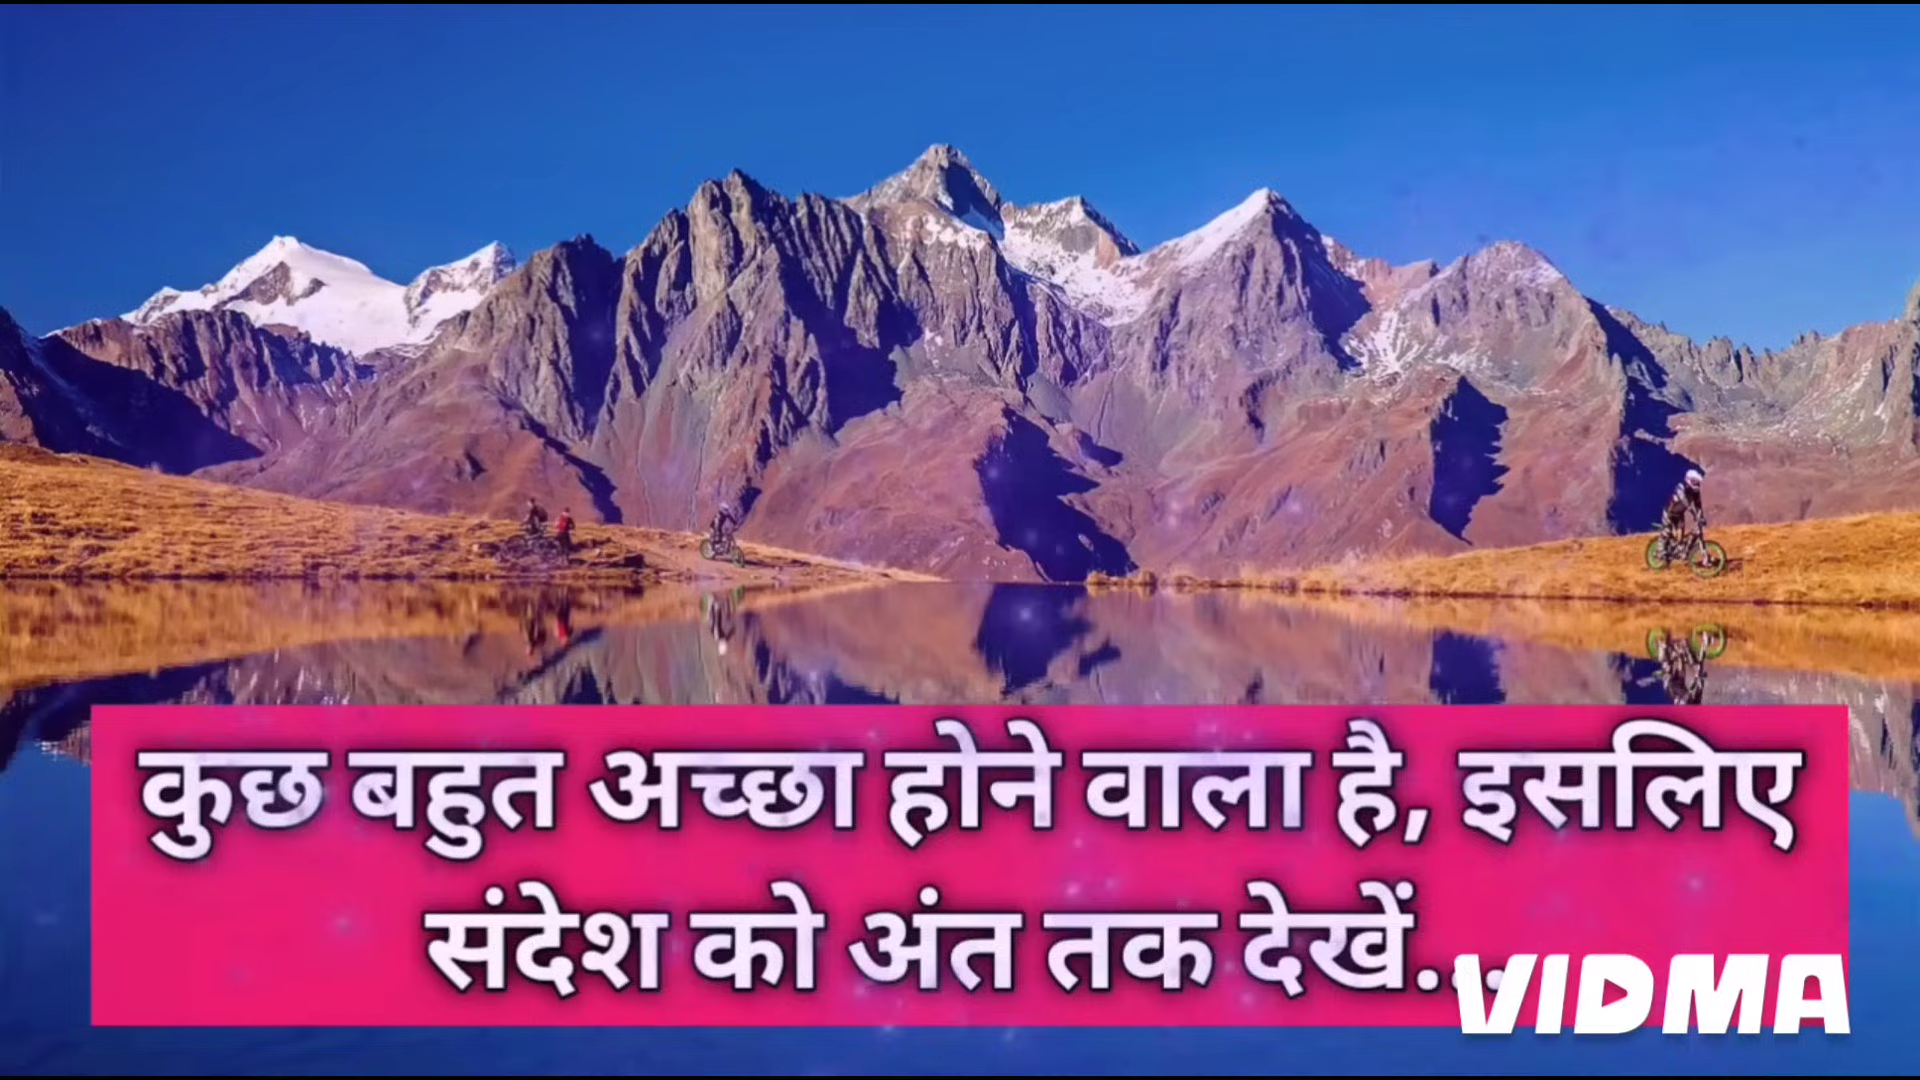 कुछ बहुत अच्छा होने वाला है, इसलिए
संदेश को अंत तक देखें...
VIDMA